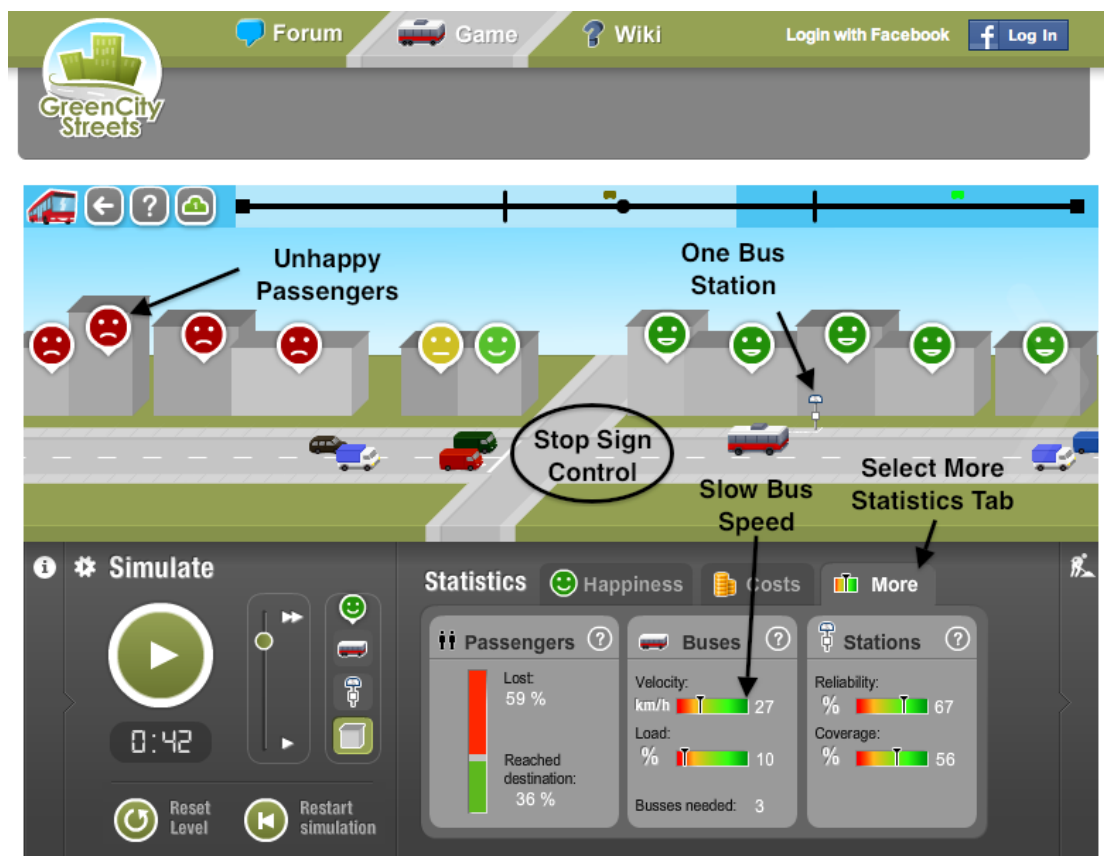 Forum
Game
Wiki
Login with Facebook
f Log In
GreenCity
Streets
?
1
Unhappy
Passengers
One Bus
Station
Stop Sign
Control
Slow Bus
Speed
Select More
Statistics Tab
i
Simulate
0:42
Reset
Level
Restart
simulation
Statistics
Happiness
Costs
More
Passengers ?
Lost:
59 %
Reached
destination:
36 %
Buses ?
Velocity:
km/h 27
Load:
% 10
Busses needed: 3
Stations ?
Reliability:
% 67
Coverage:
% 56